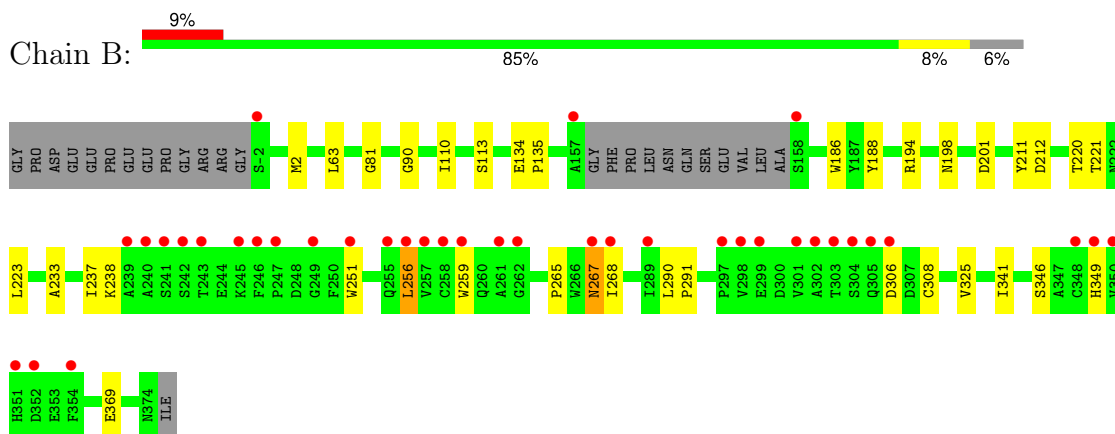 9%
Chain B:
85% 8% 6%
GLY PRO ASP GLU GLU PRO GLU GLU PRO GLY ARG ARG GLY S-2 M2 L63 G81 G90 I110 S113 E134 P135 A157 GLY PHE PRO LEU ASN GLN SER GLU VAL LEU ALA S158 W186 Y187 Y188 R194 N198 D201 Y211 D212 T220 T221 N222
L223 A233 I237 K238 A239 A240 S241 S242 T243 E244 K245 F246 P247 D248 G249 F250 W251 Q255 L256 V257 C258 W259 Q260 A261 G262 P265 W266 N267 I268 I289 L290 P291 P297 V298 E299 D300 V301 A302 T303 S304 Q305 D306 D307 C308 V325 I341 S346 A347 C348 H349 V350
H351 D352 E353 F354 E369 N374 ILE